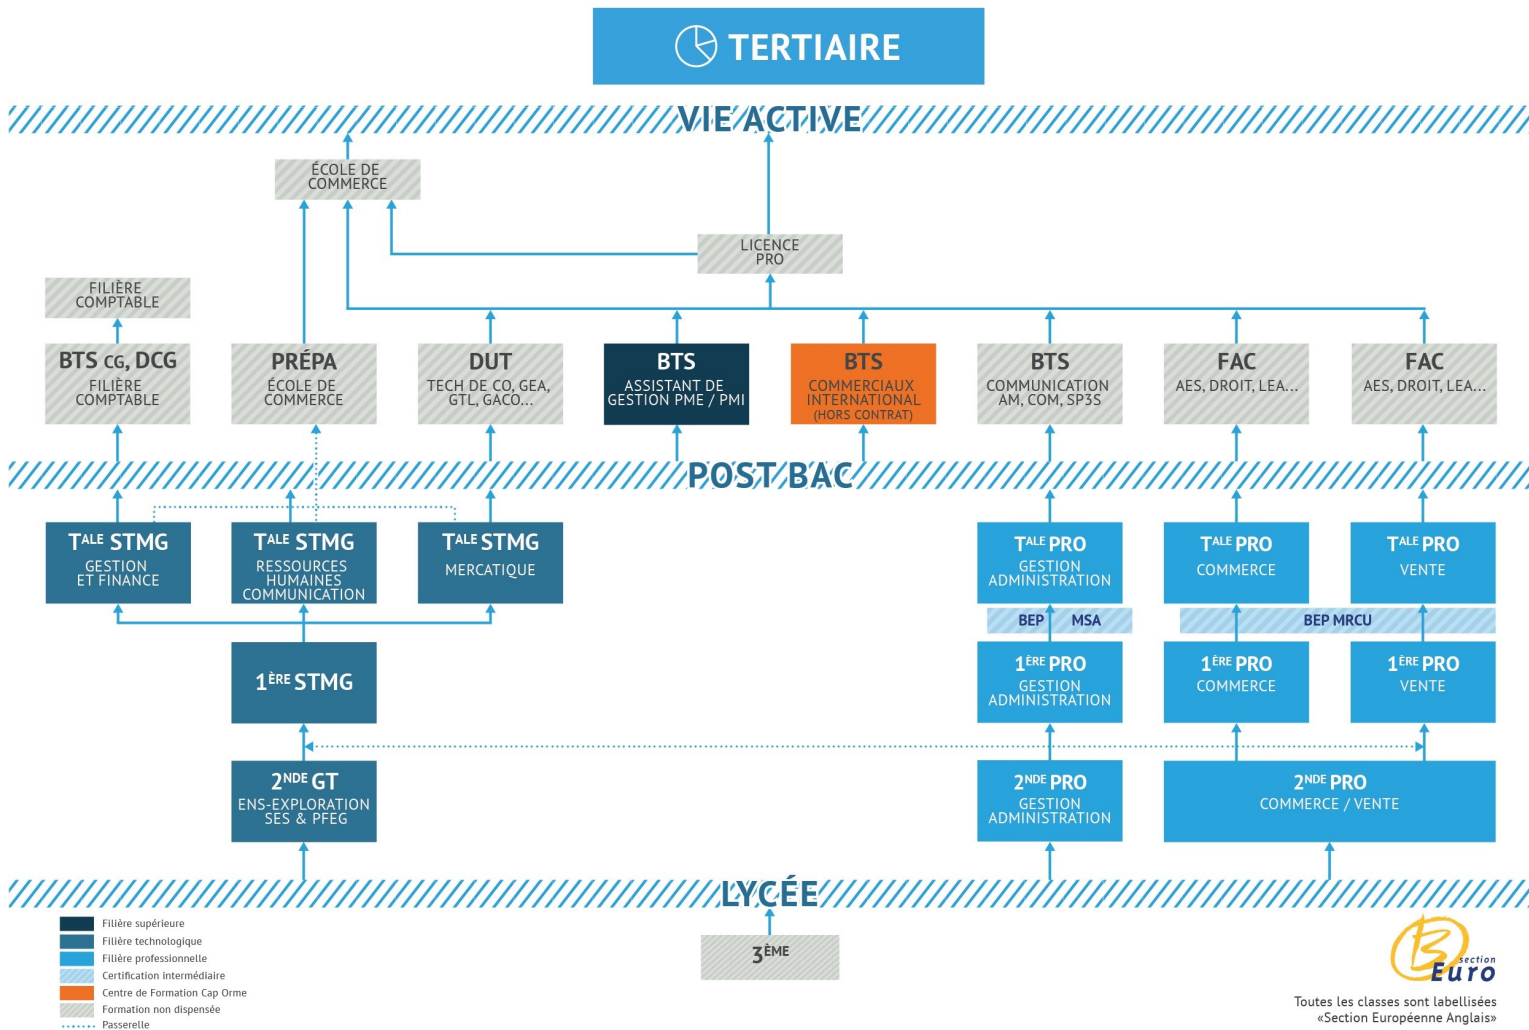 TERTIAIRE
VIE ACTIVE
ÉCOLE DE
COMMERCE
LICENCE
PRO
FILIÈRE
COMPTABLE
BTS CG, DCG
FILIÈRE
COMPTABLE
PRÉPA
ÉCOLE DE
COMMERCE
DUT
TECH DE CO, GEA,
GTL, GACO...
BTS
ASSISTANT DE
GESTION PME / PMI
BTS
COMMERCIAUX
INTERNATIONAL
(HORS CONTRAT)
BTS
COMMUNICATION
AM, COM, SP3S
FAC
AES, DROIT, LEA...
FAC
AES, DROIT, LEA...
POST BAC
TALE STMG
GESTION
ET FINANCE
TALE STMG
RESSOURCES
HUMAINES
COMMUNICATION
TALE STMG
MERCATIQUE
TALE PRO
GESTION
ADMINISTRATION
TALE PRO
COMMERCE
TALE PRO
VENTE
BEP MSA
BEP MRCU
1ÈRE STMG
1ÈRE PRO
GESTION
ADMINISTRATION
1ÈRE PRO
COMMERCE
1ÈRE PRO
VENTE
2NDE GT
ENS-EXPLORATION
SES & PFEG
2NDE PRO
GESTION
ADMINISTRATION
2NDE PRO
COMMERCE / VENTE
LYCÉE
3ÈME
Filière supérieure
Filière technologique
Filière professionnelle
Certification intermédiaire
Centre de Formation Cap Orme
Formation non dispensée
Passerelle
B
section
Euro
Toutes les classes sont labellisées
«Section Européenne Anglais»